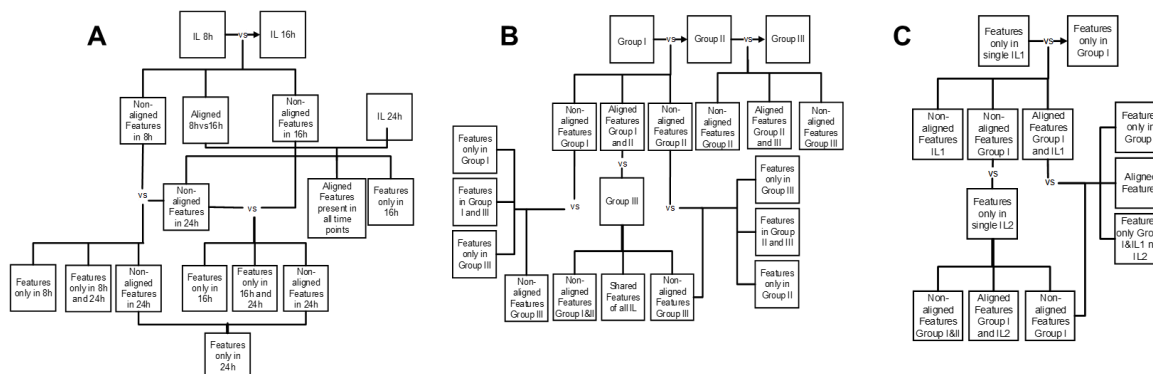 A
IL 8h
vs
IL 16h
Non-
aligned
Features
in 8h
Aligned
8hvs16h
Non-
aligned
Features
in 16h
IL 24h
vs
Non-
aligned
Features
in 24h
vs
Aligned
Features
present in
all time
points
Features
only in
16h
Features
only in 8h
Features
only in 8h
and 24h
Non-
aligned
Features
in 24h
Features
only in
16h
Features
only in
16h and
24h
Non-
aligned
Features
in 24h
Features
only in
24h
B
Group I
vs
Group II
vs
Group III
Non-
aligned
Features
Group I
Aligned
Features
Group I
and II
Non-
aligned
Features
Group II
Non-
aligned
Features
Group II
Aligned
Features
Group II
and III
Non-
aligned
Features
Group III
Features
only in
Group I
Features
in Group
I and III
Features
only in
Group III
vs
vs
Group III
vs
Features
only in
Group III
Features
in Group
II and III
Features
only in
Group II
Non-
aligned
Features
Group III
Non-
aligned
Features
Group I&II
Shared
Features
of all IL
Non-
aligned
Features
Group III
C
Features
only in
single IL1
vs
Features
only in
Group I
Non-
aligned
Features
IL1
Non-
aligned
Features
Group I
Aligned
Features
Group I
and IL1
vs
vs
Features
only in
single IL2
only in
Group
Aligned
only Grou
IL2
Non-
aligned
Features
Group I&II
Aligned
Features
Group I
and IL2
Non-
aligned
Features
Group I